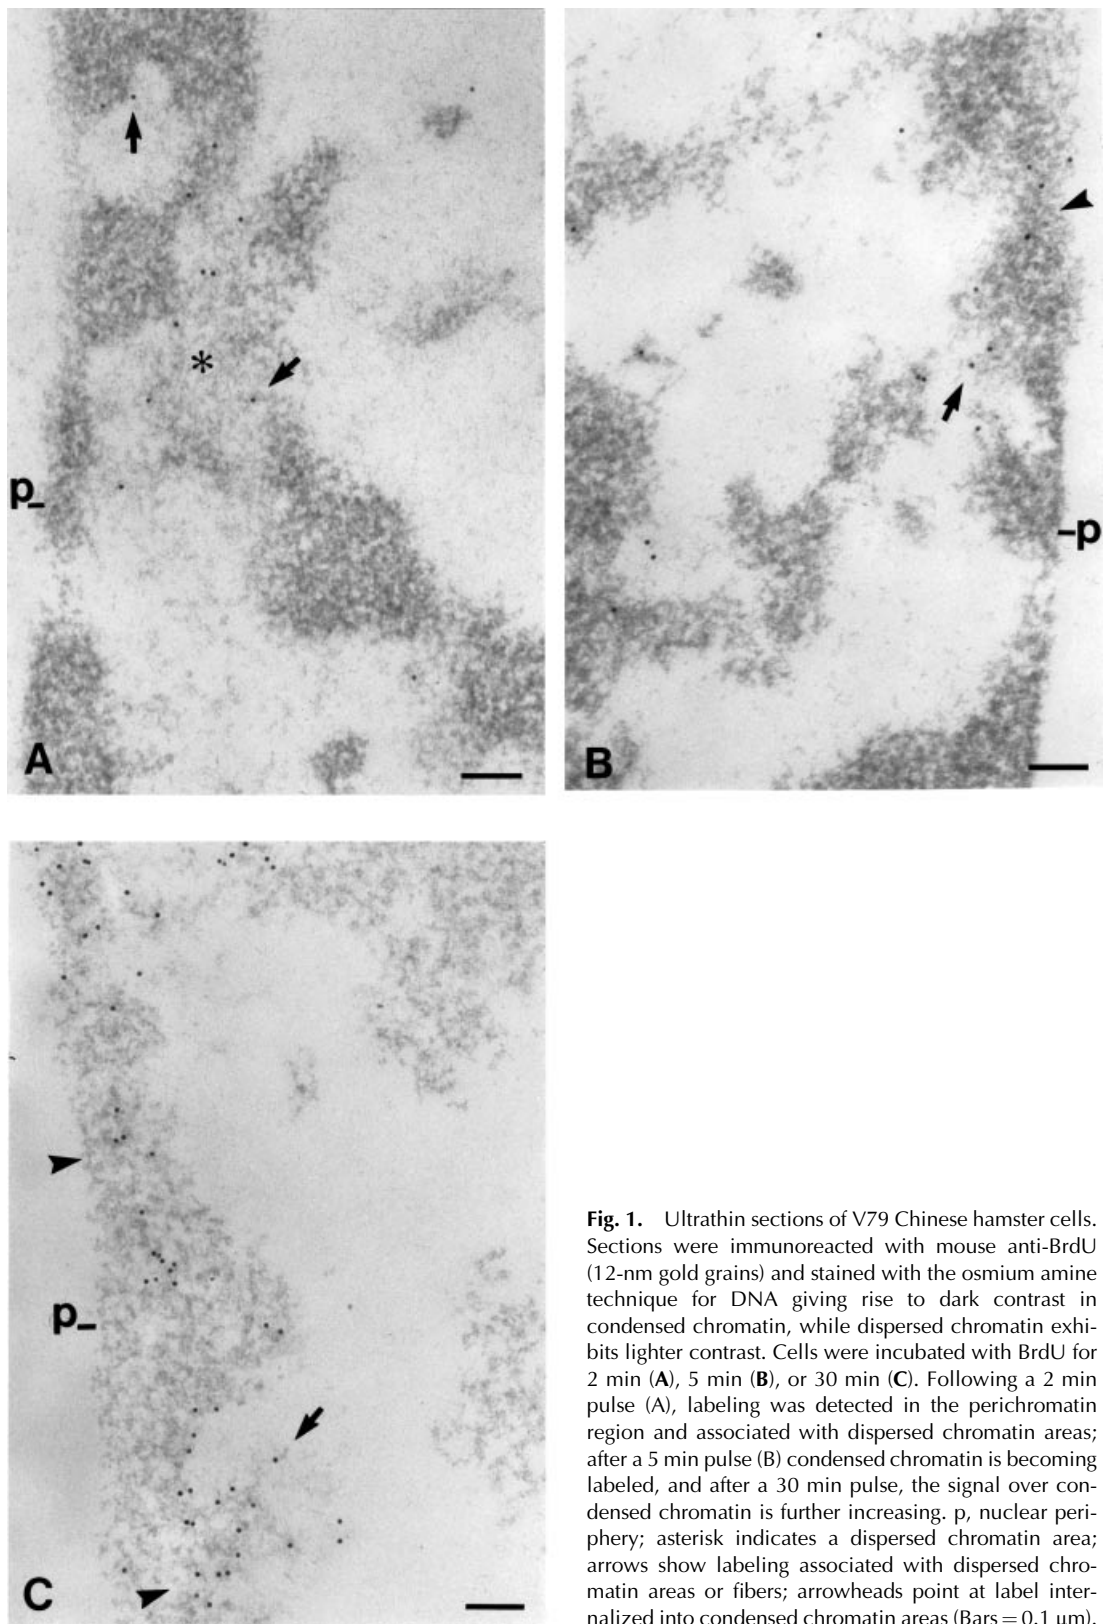 *
p
A
B
p
p
C
Fig. 1. Ultrathin sections of V79 Chinese hamster cells.
Sections were immunoreacted with mouse anti-BrdU
(12-nm gold grains) and stained with the osmium amine
technique for DNA giving rise to dark contrast in
condensed chromatin, while dispersed chromatin exhi-
bits lighter contrast. Cells were incubated with BrdU for
2 min (A), 5 min (B), or 30 min (C). Following a 2 min
pulse (A), labeling was detected in the perichromatin
region and associated with dispersed chromatin areas;
after a 5 min pulse (B) condensed chromatin is becoming
labeled, and after a 30 min pulse, the signal over con-
densed chromatin is further increasing. p, nuclear peri-
phery; asterisk indicates a dispersed chromatin area;
arrows show labeling associated with dispersed chro-
matin areas or fibers; arrowheads point at label inter-
nalized into condensed chromatin areas (Bars = 0.1 μm).